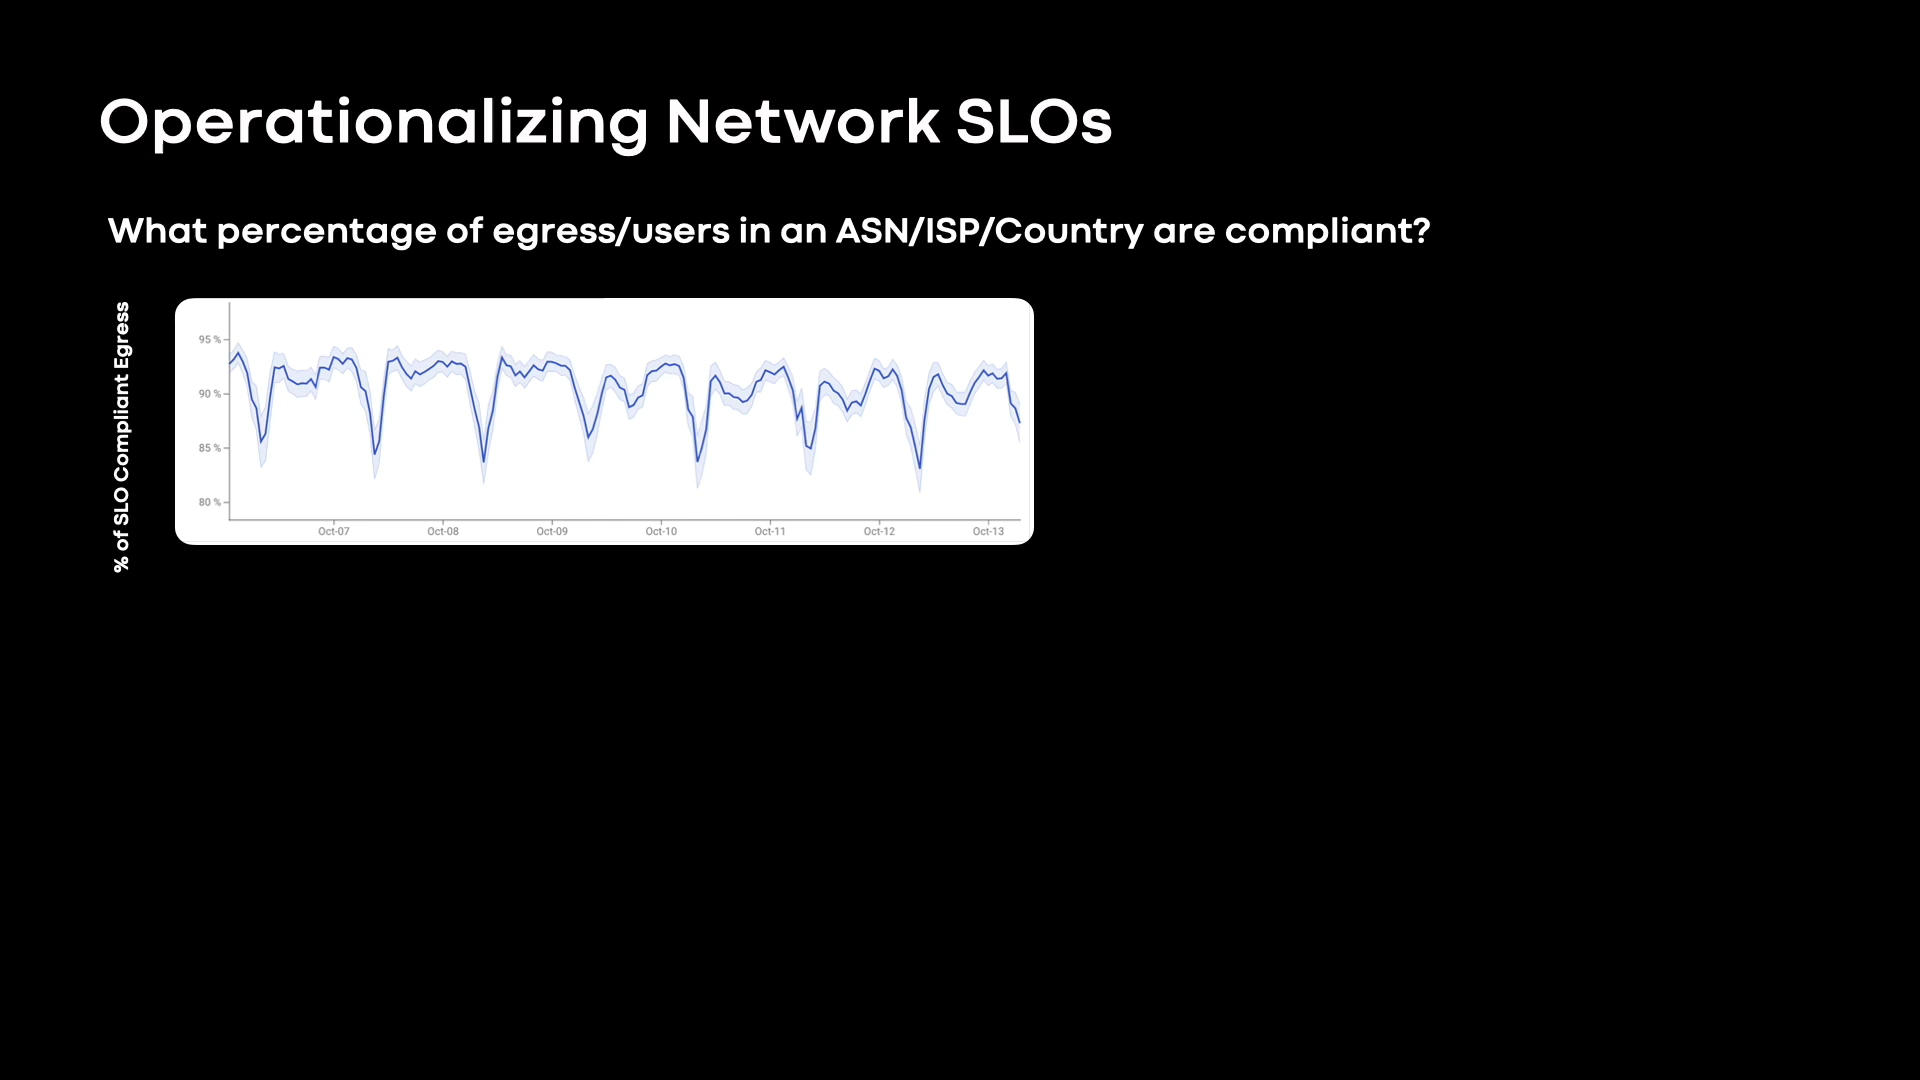 Operationalizing Network SLOs
What percentage of egress/users in an ASN/ISP/Country are compliant?
% of SLO Compliant Egress
95 %
90 %
85 %
80 %
Oct-07 Oct-08 Oct-09 Oct-10 Oct-11 Oct-12 Oct-13